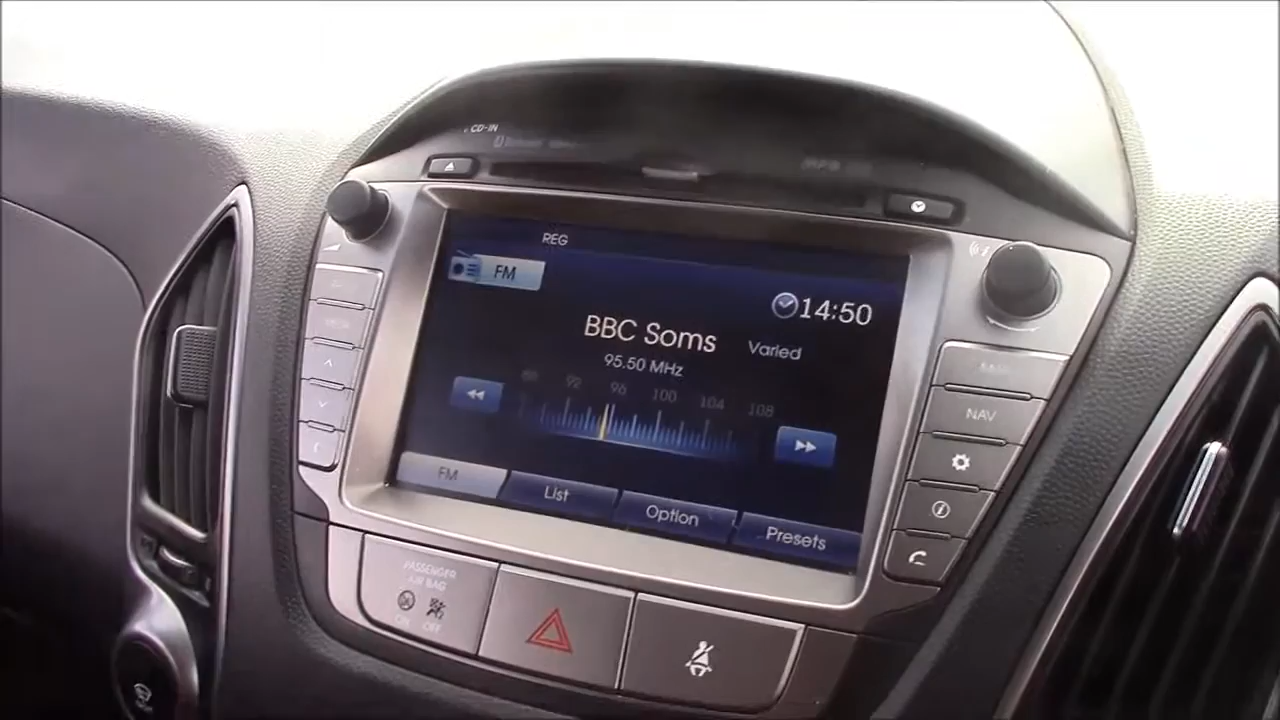 CD-IN
REG
FM
14:50
BBC Soms
Varied
95.50 MHz
92 96 100 104 108
FM
List
Option
Presets
MAP
NAV
PASSENGER
AIR BAG
ON OFF